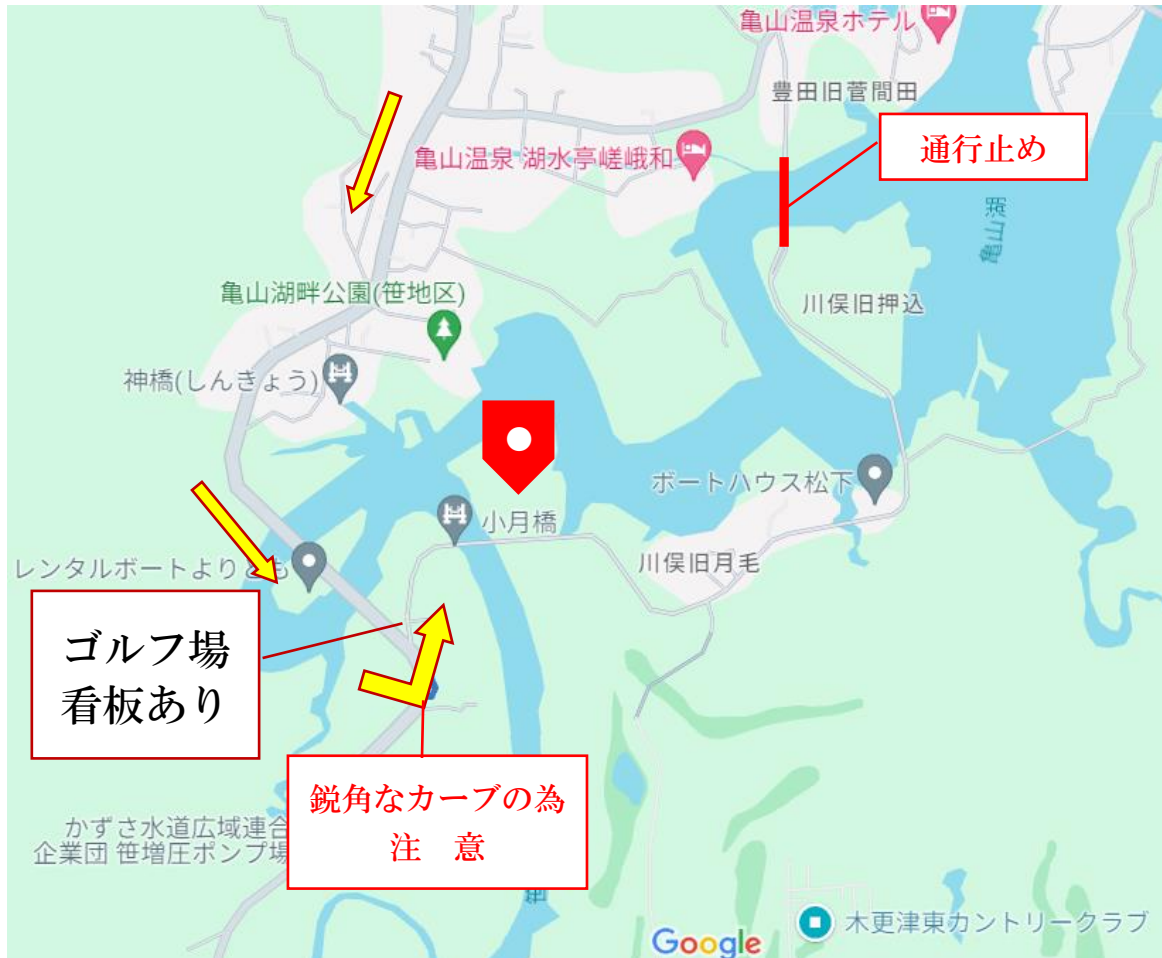 亀山温泉ホテル
豊田旧菅間田
通行止め
亀山温泉 湖水亭嵯峨和
亀山湖
亀山湖畔公園(笹地区)
川俣旧押込
神橋(しんきょう)
ボートハウス松下
小月橋
川俣旧月毛
レンタルボートよりとも
ゴルフ場
看板あり
鋭角なカーブの為
注 意
かずさ水道広域連合
企業団 笹増圧ポンプ場
木更津東カントリークラブ
Google